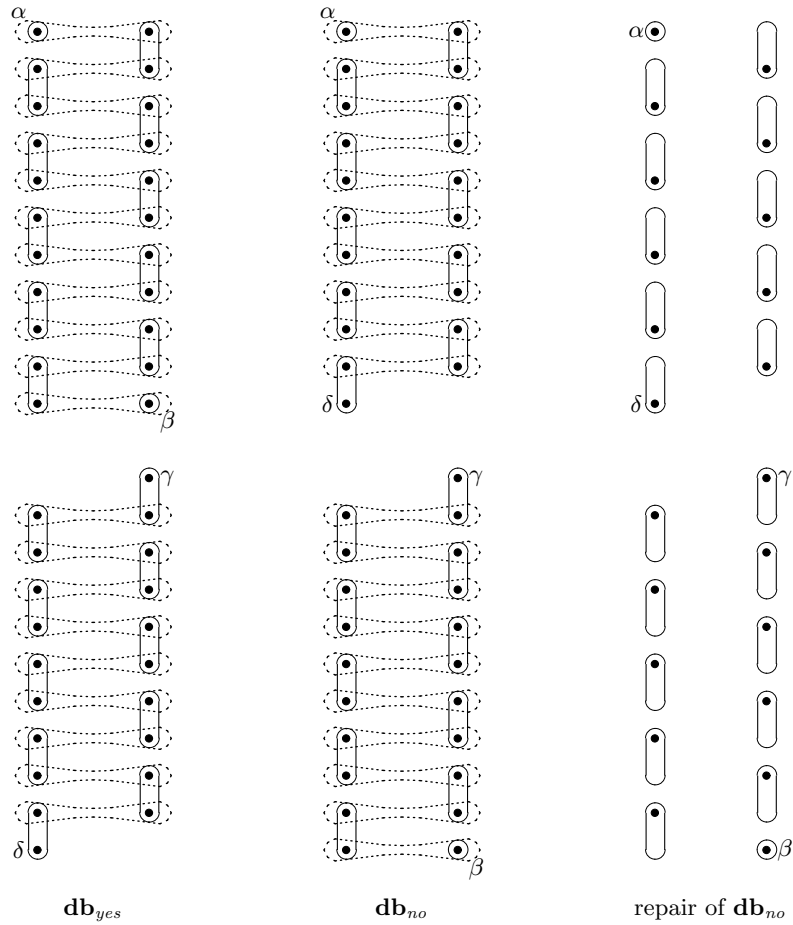 α α α
β δ δ
γ γ γ
δ β β
db_yes db_no repair of db_no